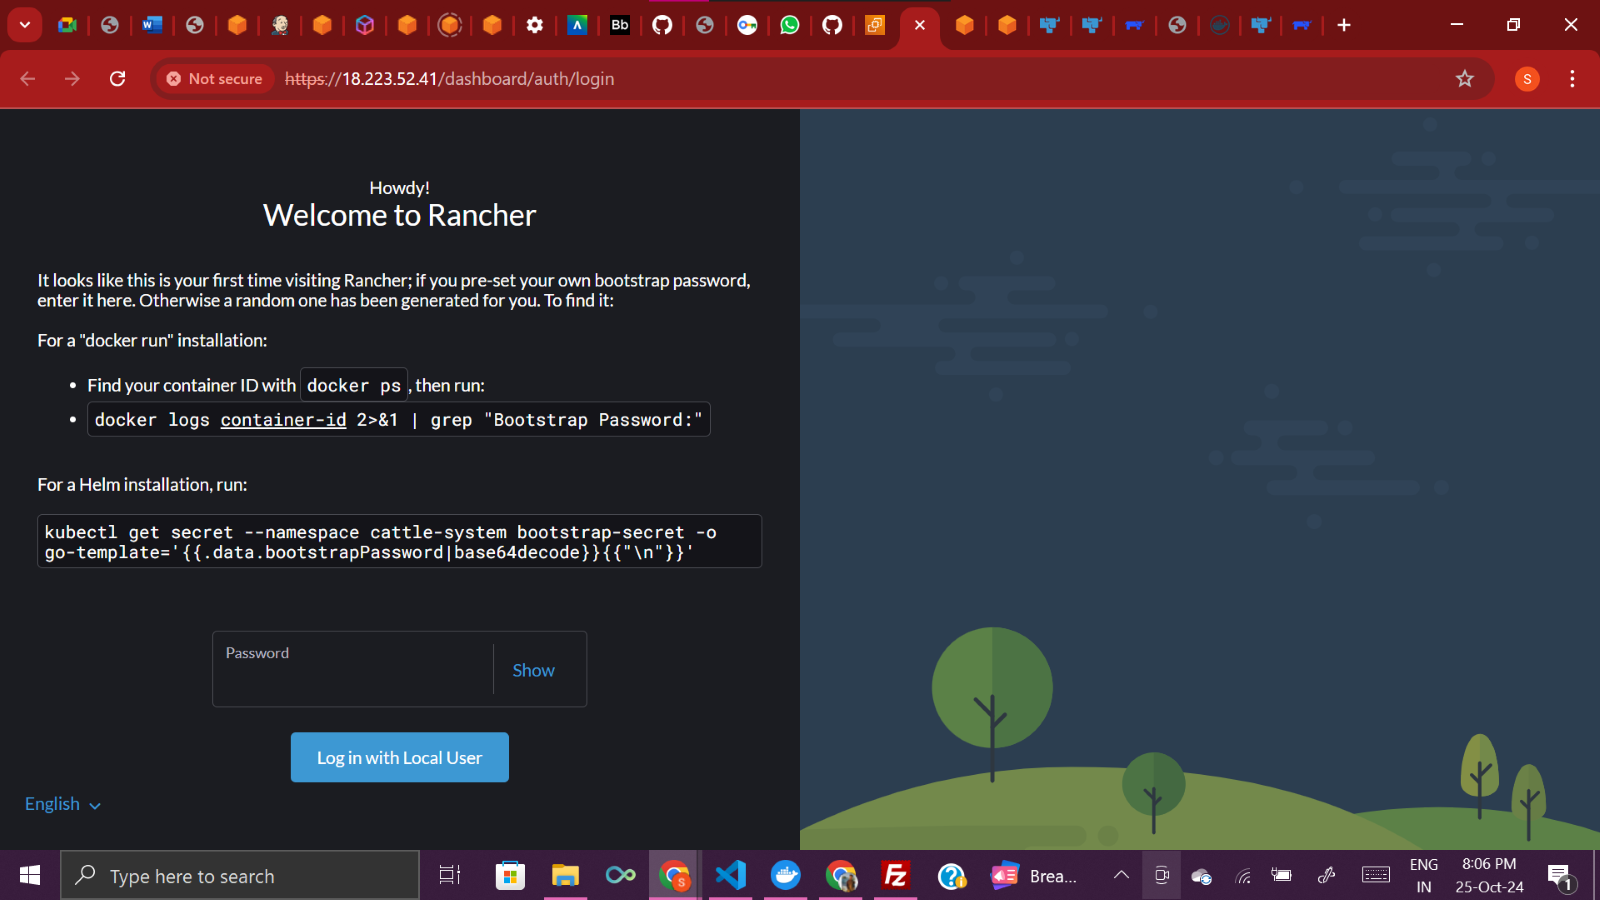 Bb
Not secure
https://18.223.52.41/dashboard/auth/login
S
Howdy!
Welcome to Rancher
It looks like this is your first time visiting Rancher; if you pre-set your own bootstrap password,
enter it here. Otherwise a random one has been generated for you. To find it:
For a "docker run" installation:
• Find your container ID with docker ps, then run:
• docker logs container-id 2>&1 | grep "Bootstrap Password:"
For a Helm installation, run:
kubectl get secret --namespace cattle-system bootstrap-secret -o
go-template='{{.data.bootstrapPassword|base64decode}}{{"\n"}}'
Password
Show
Log in with Local User
English
Type here to search
Brea...
ENG
IN
8:06 PM
25-Oct-24
1